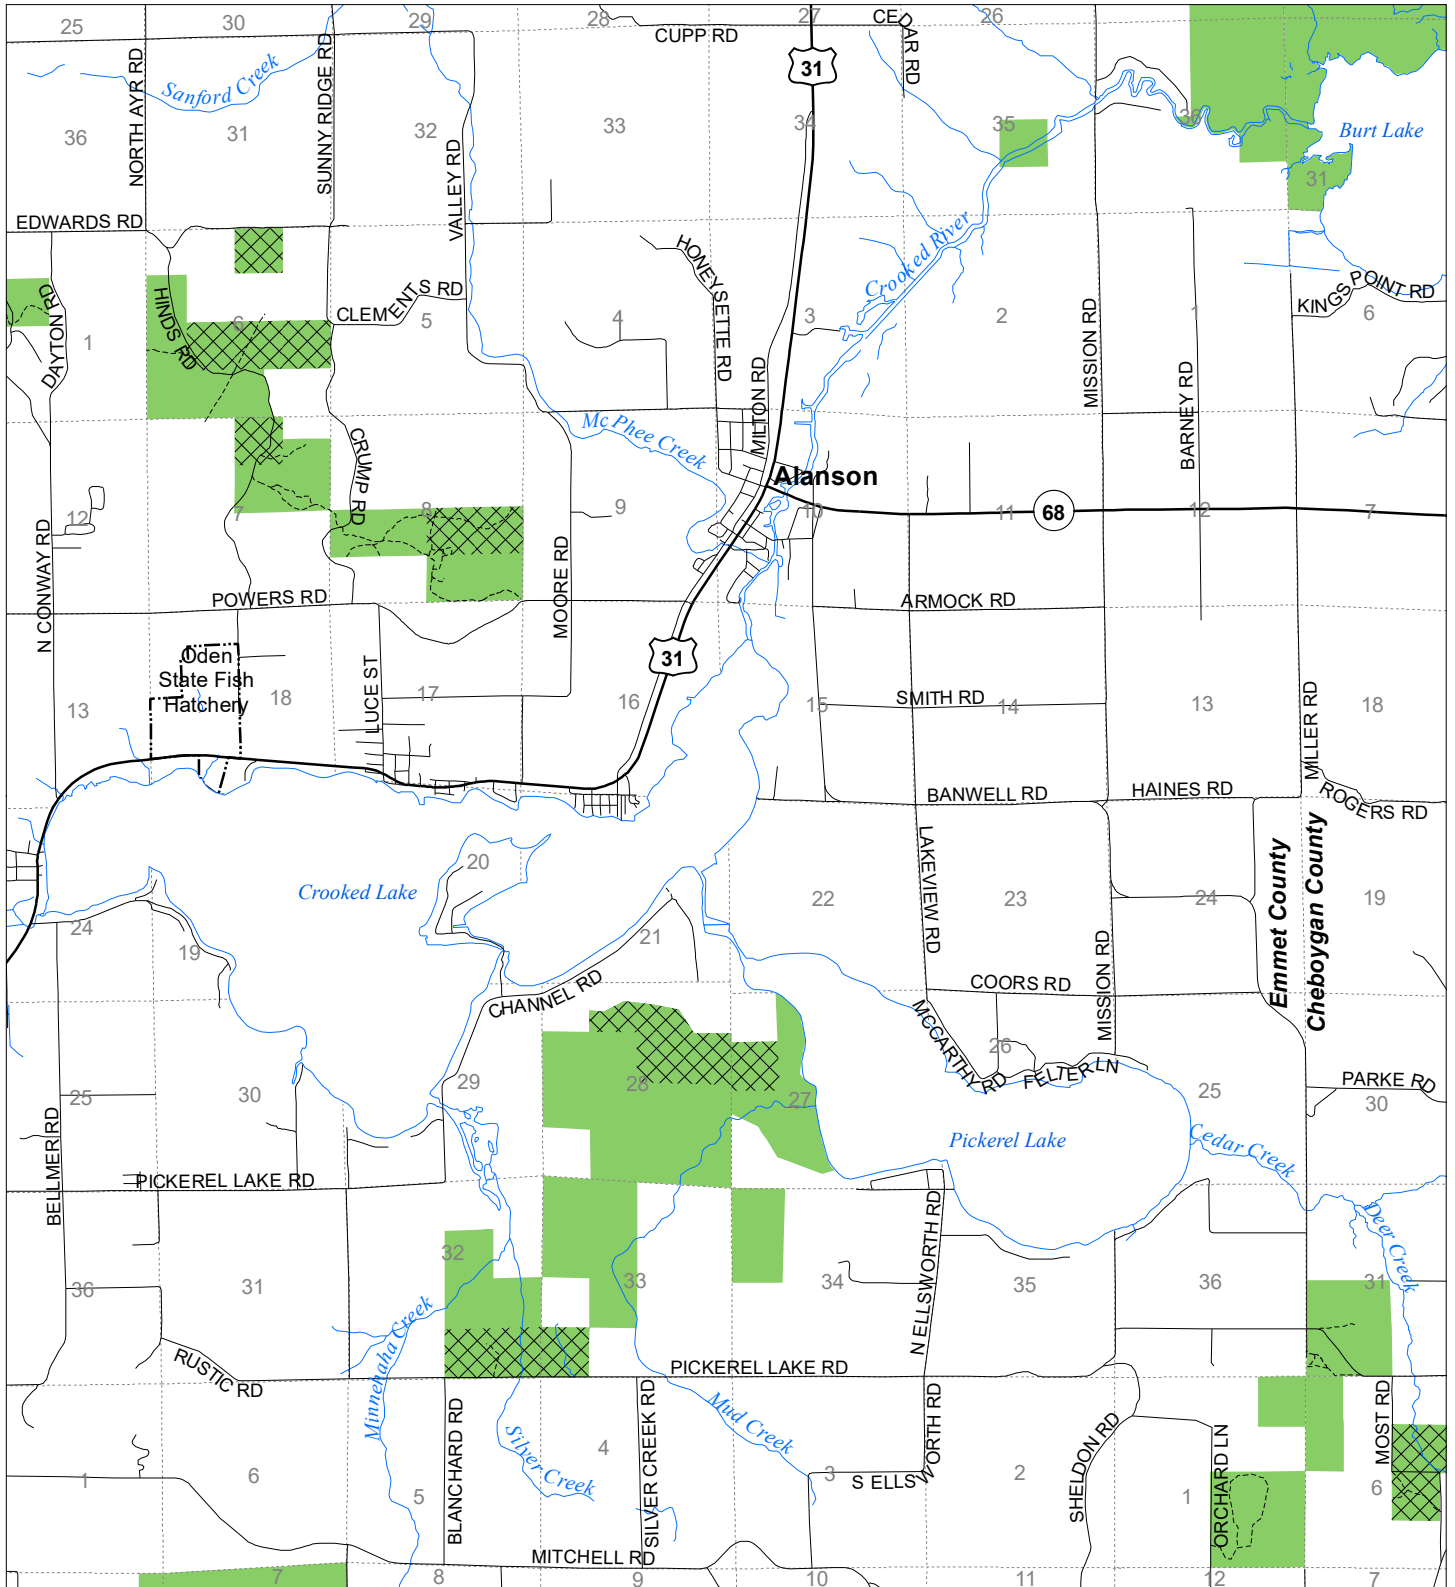 25
30
29
28
27
CEDAR RD
26
CUPP RD
31
NORTH AYR RD
Sanford Creek
SUNNY RIDGE RD
36
31
32
33
34
35
36
Burt Lake
VALLEY RD
31
EDWARDS RD
HONEYSETTE RD
Crooked River
DAYTON RD
HINDS RD
CLEMENTS RD
KINGS POINT RD
1
6
5
4
3
2
1
6
MISSION RD
MILTON RD
BARNEY RD
Mc Phee Creek
CRUMP RD
Alanson
12
7
8
9
10
11
68
12
7
N CONWAY RD
MOORE RD
POWERS RD
ARMOCK RD
31
Oden
State Fish
Hatchery
LUCE ST
13
18
17
16
15
SMITH RD
14
13
18
MILLER RD
BANWELL RD
HAINES RD
ROGERS RD
20
Crooked Lake
LAKEVIEW RD
Emmet County
Cheboygan County
24
19
21
22
23
24
19
MISSION RD
CHANNEL RD
COORS RD
MCCARTHY RD
26
FELTER LN
25
30
29
28
27
25
PARKE RD
30
BELLMER RD
Pickerel Lake
Cedar Creek
PICKEREL LAKE RD
N ELLSWORTH RD
Deer Creek
36
31
32
33
34
35
36
31
Minnehaha Creek
RUSTIC RD
PICKEREL LAKE RD
BLANCHARD RD
Silver Creek
SILVER CREEK RD
Mud Creek
S ELLSWORTH RD
SHELDON RD
ORCHARD LN
MOST RD
1
6
5
4
3
2
1
6
MITCHELL RD
7
8
9
10
11
12
7